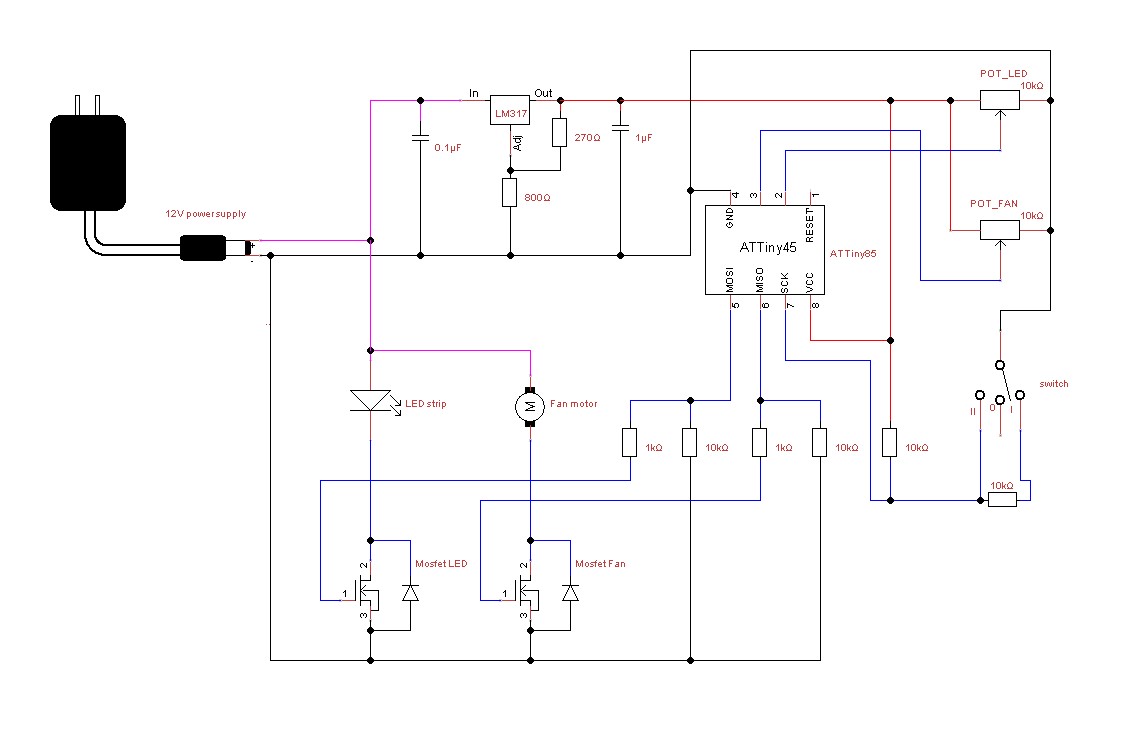 POT_LED
10kΩ
In
Out
LM317
Adj
0.1µF
270Ω
1µF
800Ω
12V powersupply
+
-
4
3
2
1
GND
RESET
ATTiny45
ATTiny85
MOSI
MISO
SCK
VCC
5
6
7
8
POT_FAN
10kΩ
switch
II
0
I
LED strip
M
Fan motor
1kΩ
10kΩ
1kΩ
10kΩ
10kΩ
10kΩ
Mosfet LED
2
1
3
Mosfet Fan
2
1
3